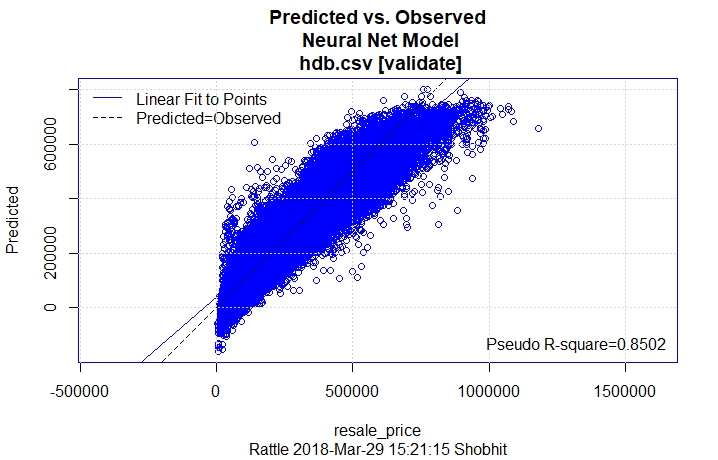 Predicted vs. Observed
Neural Net Model
hdb.csv [validate]
Linear Fit to Points
Predicted=Observed
Predicted
600000
200000
0
Pseudo R-square=0.8502
-500000 0 500000 1000000 1500000
resale_price
Rattle 2018-Mar-29 15:21:15 Shobhit